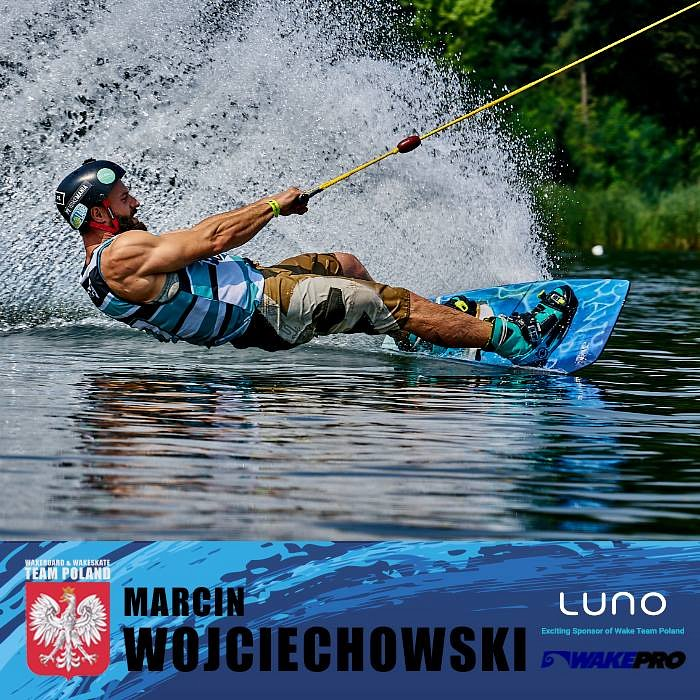 WAKEBOARD & WAKESKATE
TEAM POLAND
MARCIN
WOJCIECHOWSKI
LUNO
Exciting Sponsor of Wake Team Poland
WAKEPRO